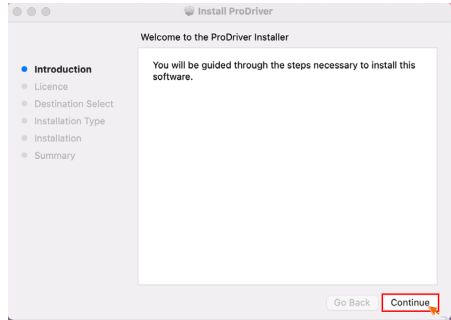 Install ProDriver
Welcome to the ProDriver Installer
Introduction
Licence
Destination Select
Installation Type
Installation
Summary
You will be guided through the steps necessary to install this
software.
Go Back
Continue